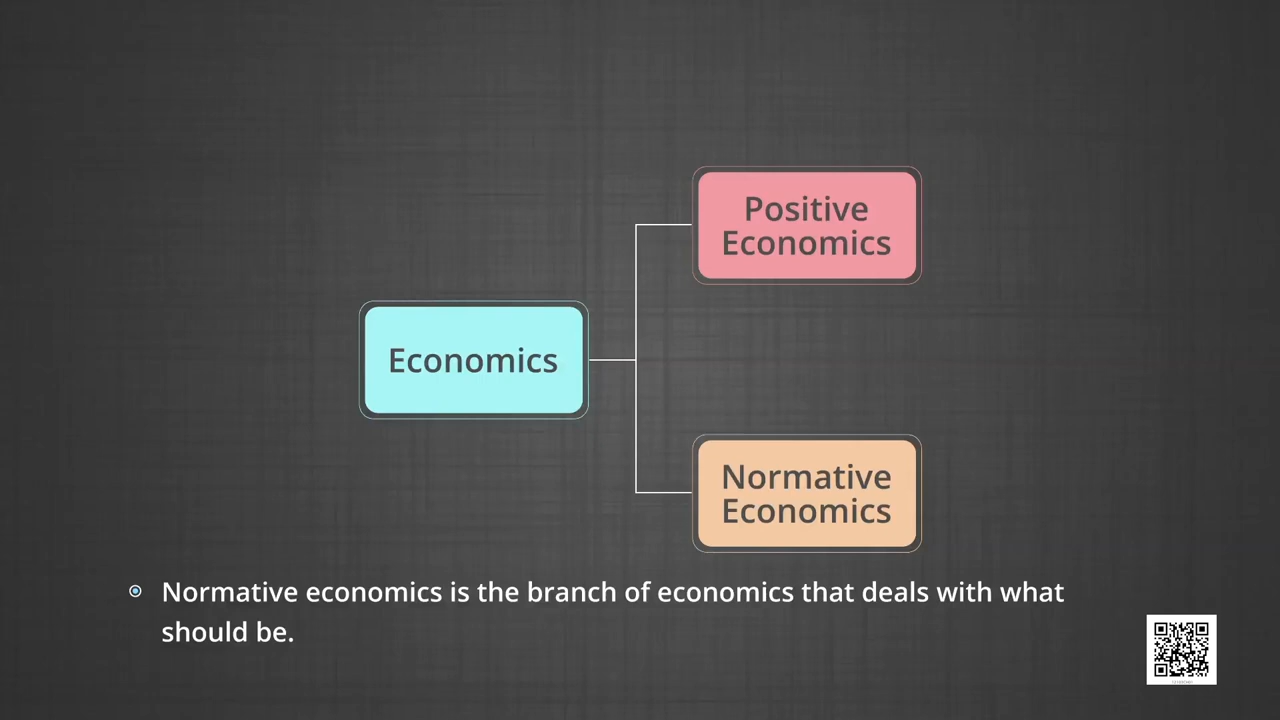 Positive
Economics
Economics
Normative
Economics
Normative economics is the branch of economics that deals with what
should be.